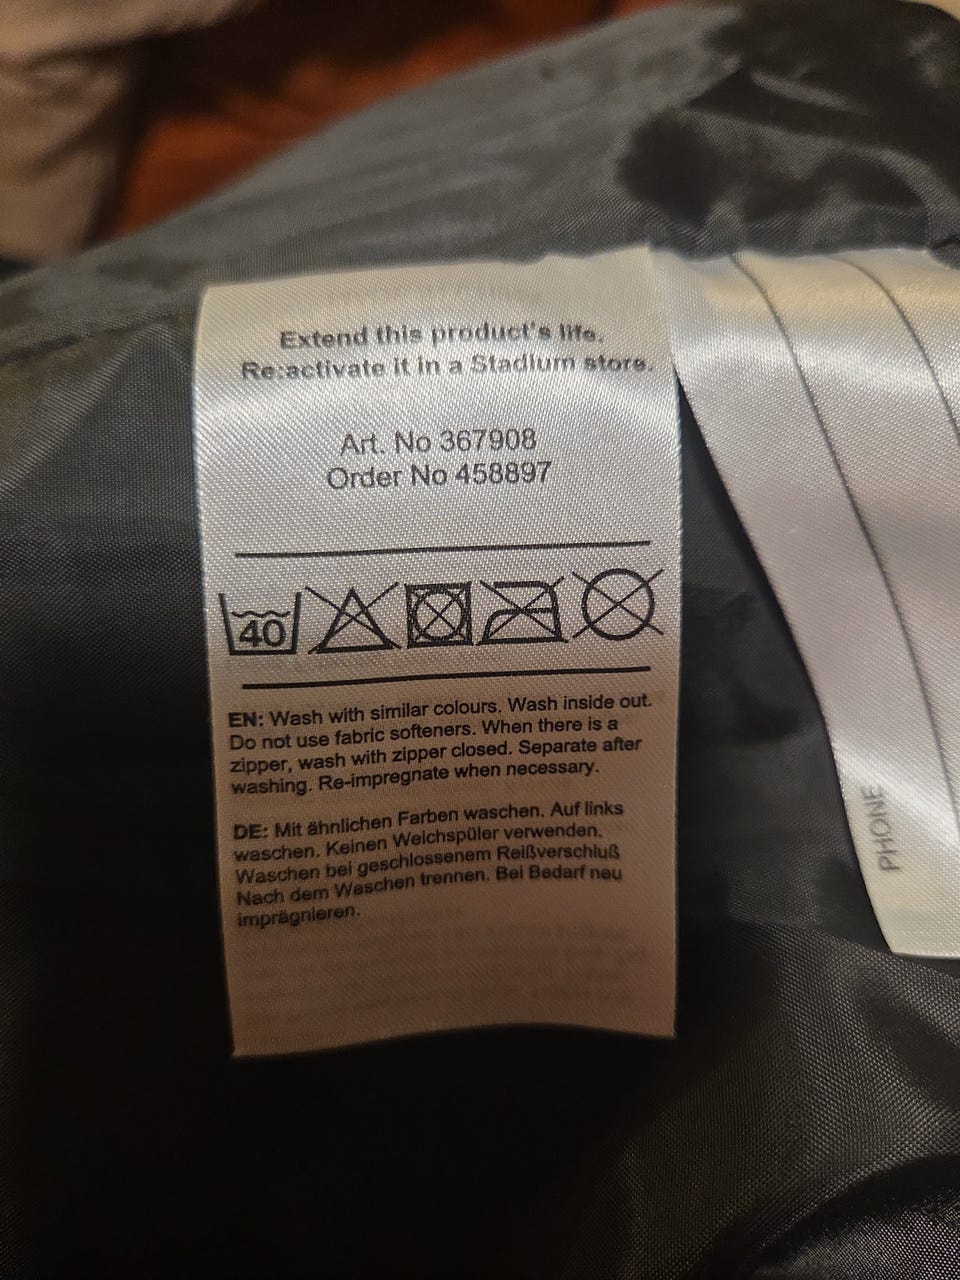 Extend this product's life.
Re:activate it in a Stadium store.
Art. No 367908
Order No 458897
40
EN: Wash with similar colours. Wash inside out.
Do not use fabric softeners. When there is a
zipper, wash with zipper closed. Separate after
washing. Re-impregnate when necessary.
DE: Mit ähnlichen Farben waschen. Auf links
waschen. Keinen Weichspüler verwenden.
Waschen bei geschlossenem Reißverschluß
Nach dem Waschen trennen. Bei Bedarf neu
imprägnieren.
PHONE